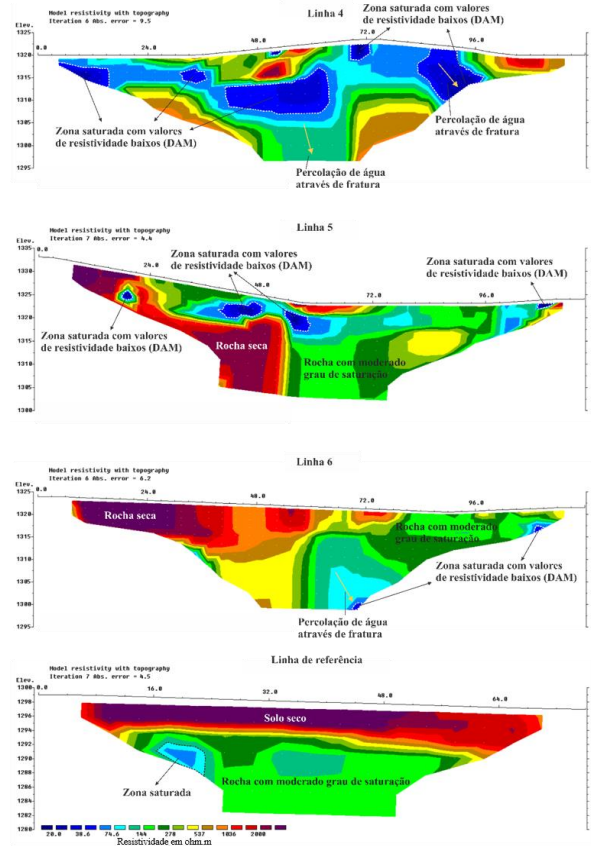 Model resistivity with topography
Iteration 6 Abs. error = 9.5
Linha 4
Zona saturada com valores
de resistividade baixos (DAM)
Elev.
1325
1320
1315
1310
1305
1300
1295
0.0
24.0
48.0
72.0
96.0
Zona saturada com valores
de resistividade baixos (DAM)
Percolação de água
através de fratura
Percolação de água
através de fratura
Linha 5
Model resistivity with topography
Iteration 7 Abs. error = 4.4
Zona saturada com valores
de resistividade baixos (DAM)
Zona saturada com valores
de resistividade baixos (DAM)
Elev.
1335
1330
1325
1320
1315
1310
1305
1300
0.0
24.0
48.0
72.0
96.0
Zona saturada com valores
de resistividade baixos (DAM)
Rocha seca
Rocha com moderado
grau de saturação
Linha 6
Model resistivity with topography
Iteration 6 Abs. error = 6.2
Elev.
1325
1320
1315
1310
1305
1300
1295
0.0
24.0
48.0
72.0
96.0
Rocha seca
Rocha com moderado
grau de saturação
Zona saturada com valores
de resistividade baixos (DAM)
Percolação de água
através de fratura
Linha de referência
Model resistivity with topography
Iteration 7 Abs. error = 4.5
Elev.
1300
1298
1296
1294
1292
1290
1288
1286
1284
1282
1280
0.0
16.0
32.0
48.0
64.0
Solo seco
Rocha com moderado grau de saturação
Zona saturada
20.0 38.6 74.6 144 278 537 1036 2000
Resistividade em ohm.m